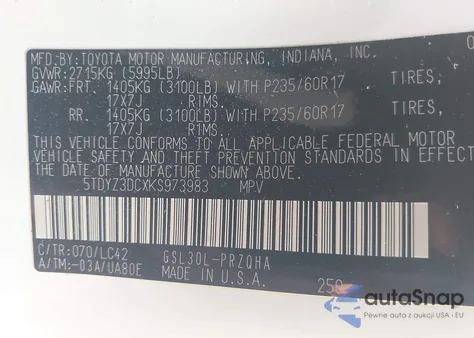 MFD.BY:TOYOTA MOTOR MANUFACTURING, INDIANA, INC.
GVWR:2715KG (5995LB)
GAWR:FRT. 1405KG (3100LB) WITH P235/60R17 TIRES,
17X7J RIMS.
RR. 1405KG (3100LB) WITH P235/60R17 TIRES,
17X7J RIMS.
THIS VEHICLE CONFORMS TO ALL APPLICABLE FEDERAL MOTOR
VEHICLE SAFETY AND THEFT PREVENTION STANDARDS IN EFFECT
THE DATE OF MANUFACTURE SHOWN ABOVE.
5TDYZ3DCXKS973983 MPV
C/TR:070/LC42 GSL30L-PRZQHA
A/TM:-03A/UA80E MADE IN U.S.A.
250
autoSnap
Pewne auta z aukcji USA i EU